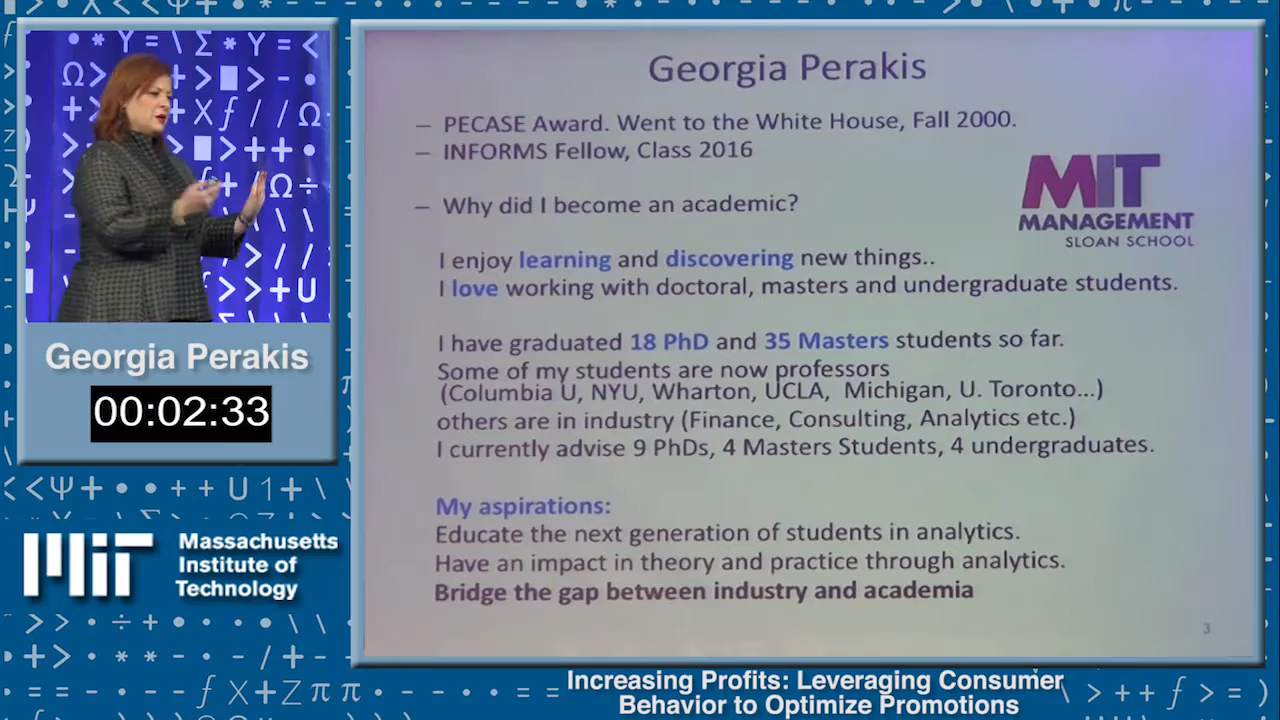 Georgia Perakis
– PECASE Award. Went to the White House, Fall 2000.
– INFORMS Fellow, Class 2016
– Why did I become an academic?
MIT
MANAGEMENT
SLOAN SCHOOL
I enjoy learning and discovering new things..
I love working with doctoral, masters and undergraduate students.
I have graduated 18 PhD and 35 Masters students so far.
Some of my students are now professors
(Columbia U, NYU, Wharton, UCLA, Michigan, U. Toronto...)
others are in industry (Finance, Consulting, Analytics etc.)
I currently advise 9 PhDs, 4 Masters Students, 4 undergraduates.
My aspirations:
Educate the next generation of students in analytics.
Have an impact in theory and practice through analytics.
Bridge the gap between industry and academia
3
Georgia Perakis
00:02:33
MIT
Massachusetts
Institute of
Technology
Increasing Profits: Leveraging Consumer
Behavior to Optimize Promotions